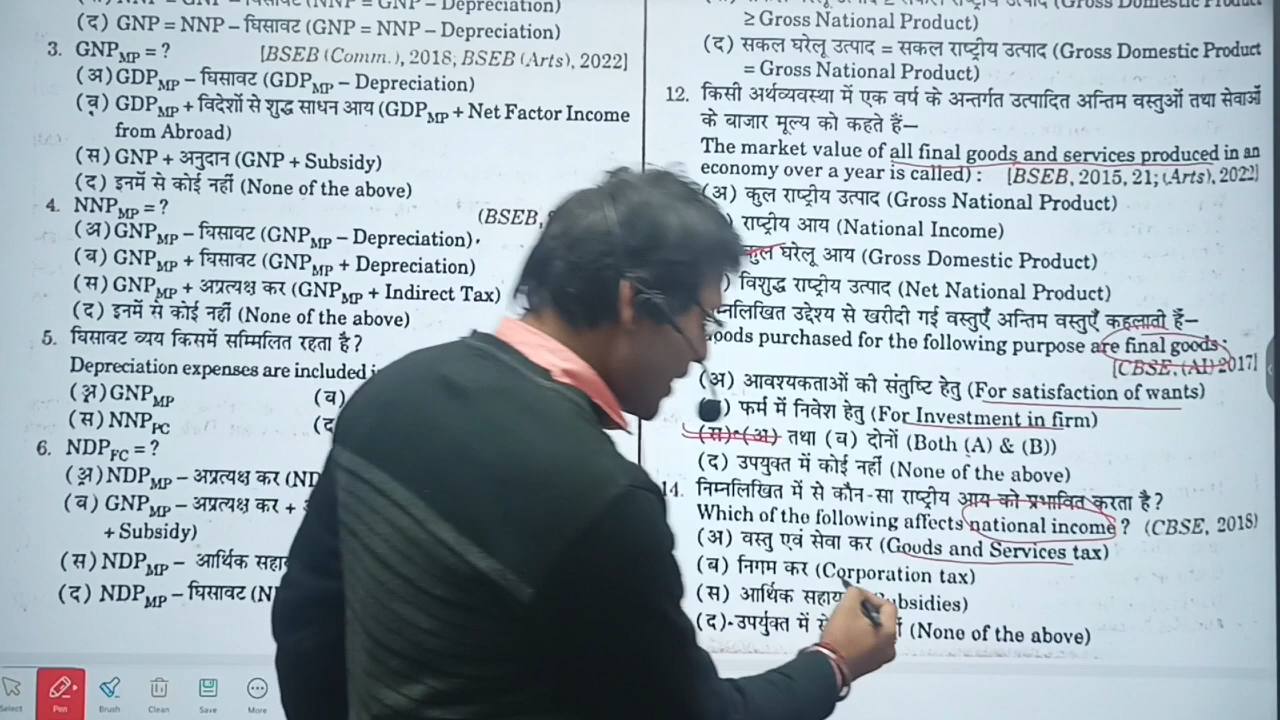 (द) GNP = NNP – घिसावट (GNP = NNP – Depreciation)
3. GNP_MP = ? [BSEB (Comm.), 2018; BSEB (Arts), 2022]
(अ) GDP_MP – घिसावट (GDP_MP – Depreciation)
(ब) GDP_MP + विदेशों से शुद्ध साधन आय (GDP_MP + Net Factor Income
from Abroad)
(स) GNP + अनुदान (GNP + Subsidy)
(द) इनमें से कोई नहीं (None of the above)
4. NNP_MP = ? (BSEB,
(अ) GNP_MP – घिसावट (GNP_MP – Depreciation)
(ब) GNP_MP + घिसावट (GNP_MP + Depreciation)
(स) GNP_MP + अप्रत्यक्ष कर (GNP_MP + Indirect Tax)
(द) इनमें से कोई नहीं (None of the above)
5. घिसावट व्यय किसमें सम्मिलित रहता है ?
Depreciation expenses are included
(अ) GNP_MP (ब)
(स) NNP_FC
6. NDP_FC = ?
(अ) NDP_MP – अप्रत्यक्ष कर
(ब) GNP_MP – अप्रत्यक्ष कर +
+ Subsidy)
(स) NDP_MP – आर्थिक
(द) NDP_MP – घिसावट
≥ Gross National Product)
(द) सकल घरेलू उत्पाद = सकल राष्ट्रीय उत्पाद (Gross Domestic Product
= Gross National Product)
12. किसी अर्थव्यवस्था में एक वर्ष के अन्तर्गत उत्पादित अन्तिम वस्तुओं तथा सेवाओं
के बाजार मूल्य को कहते हैं—
The market value of all final goods and services produced in an
economy over a year is called) : [BSEB, 2015, 21; (Arts), 2022]
(अ) कुल राष्ट्रीय उत्पाद (Gross National Product)
राष्ट्रीय आय (National Income)
कुल घरेलू आय (Gross Domestic Product)
विशुद्ध राष्ट्रीय उत्पाद (Net National Product)
उद्देश्य से खरीदी गई वस्तुएँ अन्तिम वस्तुएँ कहलाती हैं—
purchased for the following purpose are final goods :
[CBSE, (AI) 2017]
(अ) आवश्यकताओं की संतुष्टि हेतु (For satisfaction of wants)
फर्म में निवेश हेतु (For Investment in firm)
(स) (अ) तथा (ब) दोनों (Both (A) & (B))
(द) उपयुक्त में कोई नहीं (None of the above)
14. निम्नलिखित में से कौन-सा राष्ट्रीय आय को प्रभावित करता है ?
Which of the following affects national income ? (CBSE, 2018)
(अ) वस्तु एवं सेवा कर (Goods and Services tax)
(ब) निगम कर (Corporation tax)
(स) आर्थिक
(द) उपर्युक्त में (None of the above)
Select Pen Brush Clean Save More